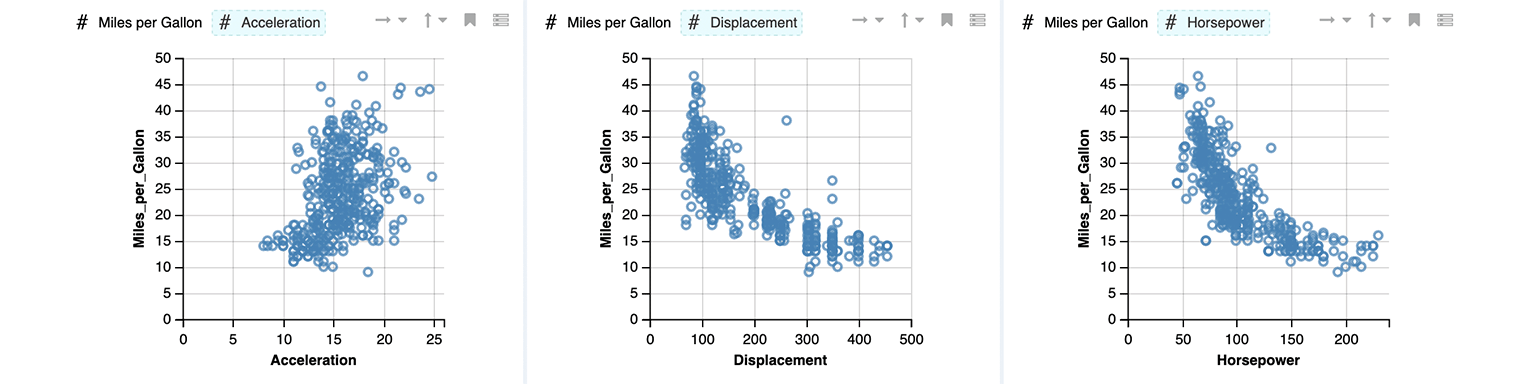 # Miles per Gallon # Acceleration
50
45
40
35
30
25
20
15
10
5
0
Miles_per_Gallon
0 5 10 15 20 25
Acceleration
# Miles per Gallon # Displacement
50
45
40
35
30
25
20
15
10
5
0
Miles_per_Gallon
0 100 200 300 400 500
Displacement
# Miles per Gallon # Horsepower
50
45
40
35
30
25
20
15
10
5
0
Miles_per_Gallon
0 50 100 150 200
Horsepower